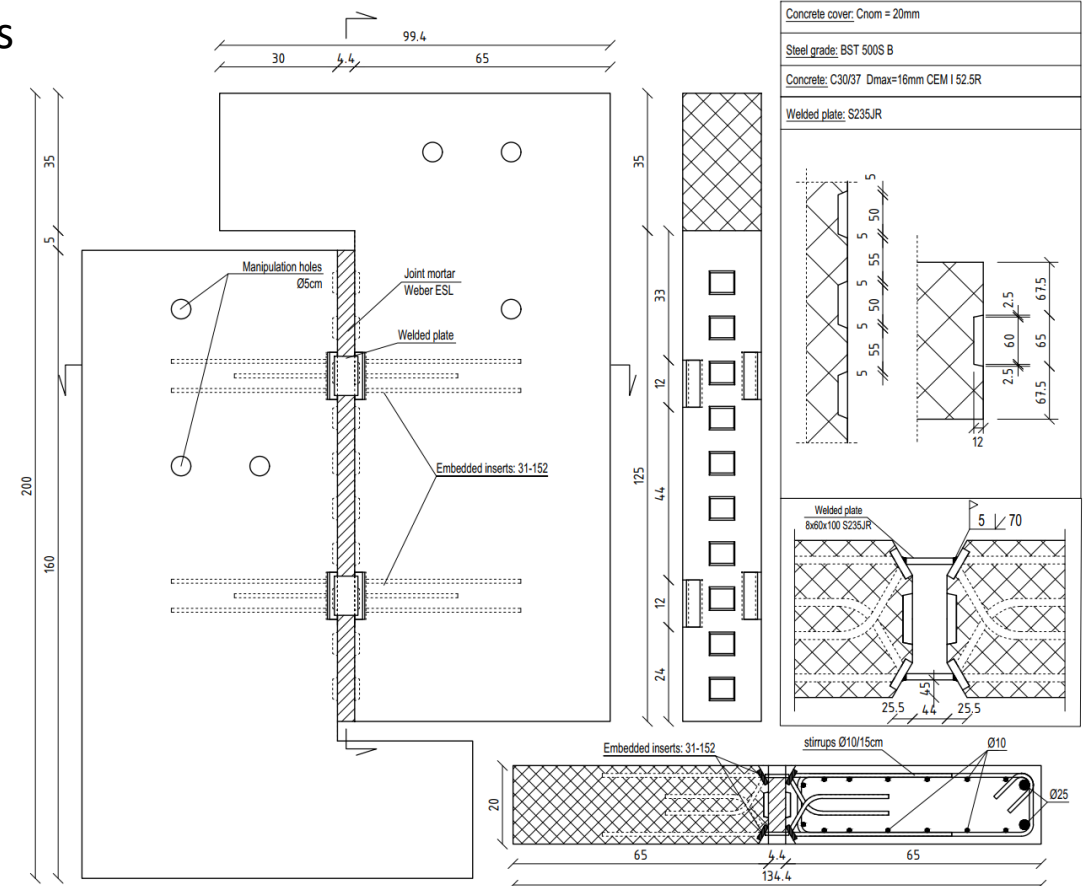 s
99.4
30
4.4
65
35
5
200
160
Manipulation holes
Ø5cm
Joint mortar
Weber ESL
Welded plate
Embedded inserts: 31-152
35
125
33
12
44
12
24
Concrete cover: Cnom = 20mm
Steel grade: BST 500S B
Concrete: C30/37 Dmax=16mm CEM I 52.5R
Welded plate: S235JR
5
50
5
55
5
50
5
55
5
2.5
60
2.5
67.5
65
67.5
12
Welded plate
8x60x100 S235JR
5
70
45
25.5
44
25.5
Embedded inserts: 31-152
stirrups Ø10/15cm
Ø10
Ø25
20
65
4.4
65
134.4